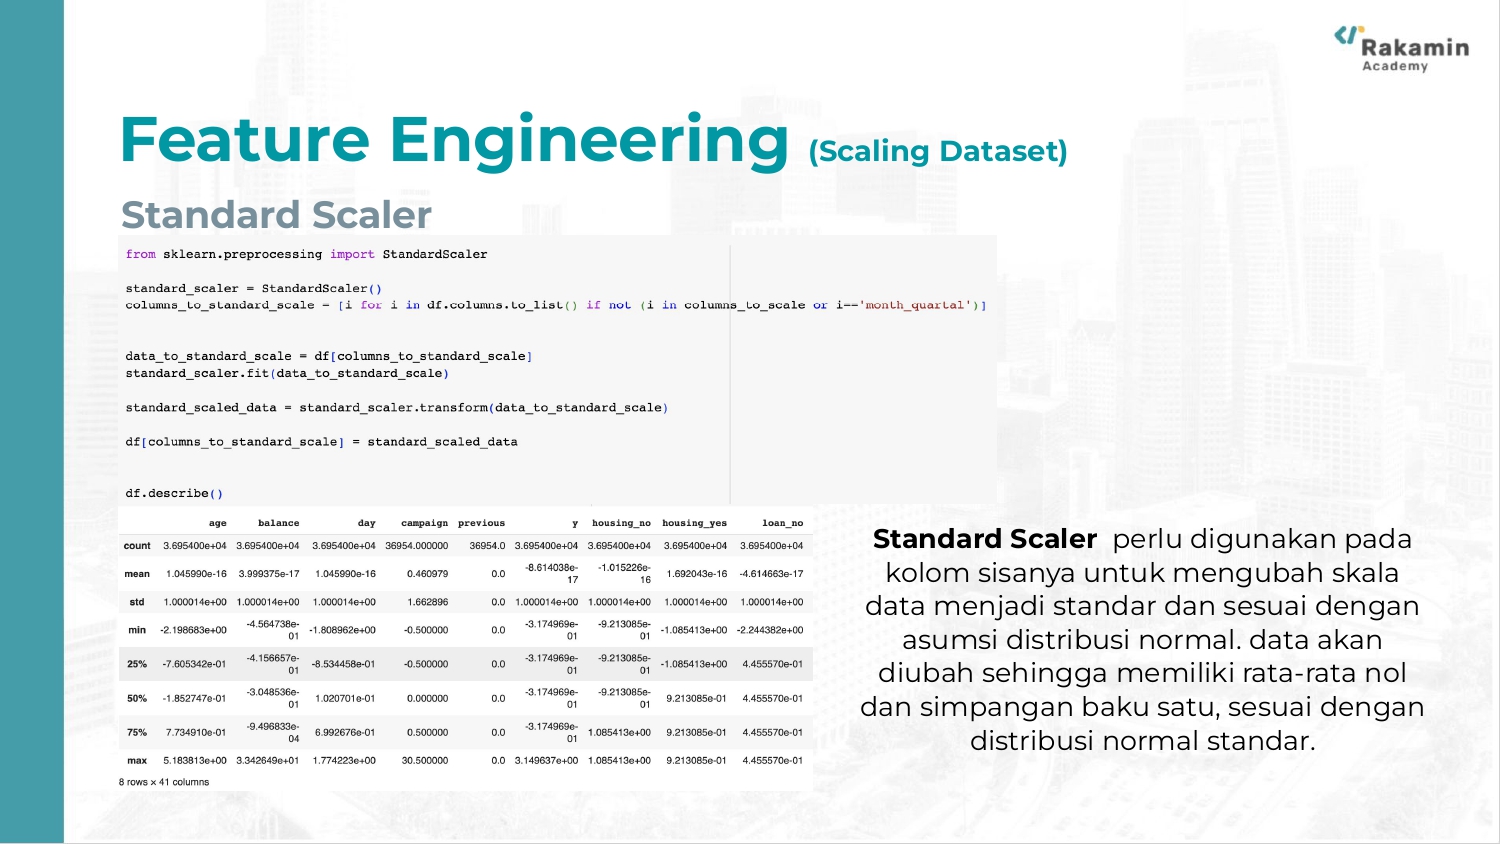 Rakamin
Academy
Feature Engineering (Scaling Dataset)
Standard Scaler
from sklearn.preprocessing import StandardScaler
standard_scaler = StandardScaler()
columns_to_standard_scale = [i for i in df.columns.to_list() if not (i in columns_to_scale or i=='month_quartal')]
data_to_standard_scale = df[columns_to_standard_scale]
standard_scaler.fit(data_to_standard_scale)
standard_scaled_data = standard_scaler.transform(data_to_standard_scale)
df[columns_to_standard_scale] = standard_scaled_data
df.describe()
age balance day campaign previous y housing_no housing_yes loan_no
count 3.695400e+04 3.695400e+04 3.695400e+04 36954.000000 36954.0 3.695400e+04 3.695400e+04 3.695400e+04 3.695400e+04
mean 1.045990e-16 3.999375e-17 1.045990e-16 0.460979 0.0 -8.614038e-17 -1.015226e-16 1.692043e-16 -4.614663e-17
std 1.000014e+00 1.000014e+00 1.000014e+00 1.662896 0.0 1.000014e+00 1.000014e+00 1.000014e+00 1.000014e+00
min -2.198683e+00 -4.564738e-01 -1.808962e+00 -0.500000 0.0 -3.174969e-01 -9.213085e-01 -1.085413e+00 -2.244382e+00
25% -7.605342e-01 -4.156657e-01 -8.534458e-01 -0.500000 0.0 -3.174969e-01 -9.213085e-01 -1.085413e+00 4.455570e-01
50% -1.852747e-01 -3.048536e-01 1.020701e-01 0.000000 0.0 -3.174969e-01 -9.213085e-01 9.213085e-01 4.455570e-01
75% 7.734910e-01 -9.496833e-04 6.992676e-01 0.500000 0.0 -3.174969e-01 1.085413e+00 9.213085e-01 4.455570e-01
max 5.183813e+00 3.342649e+01 1.774223e+00 30.500000 0.0 3.149637e+00 1.085413e+00 9.213085e-01 4.455570e-01
8 rows × 41 columns
Standard Scaler perlu digunakan pada
kolom sisanya untuk mengubah skala
data menjadi standar dan sesuai dengan
asumsi distribusi normal. data akan
diubah sehingga memiliki rata-rata nol
dan simpangan baku satu, sesuai dengan
distribusi normal standar.